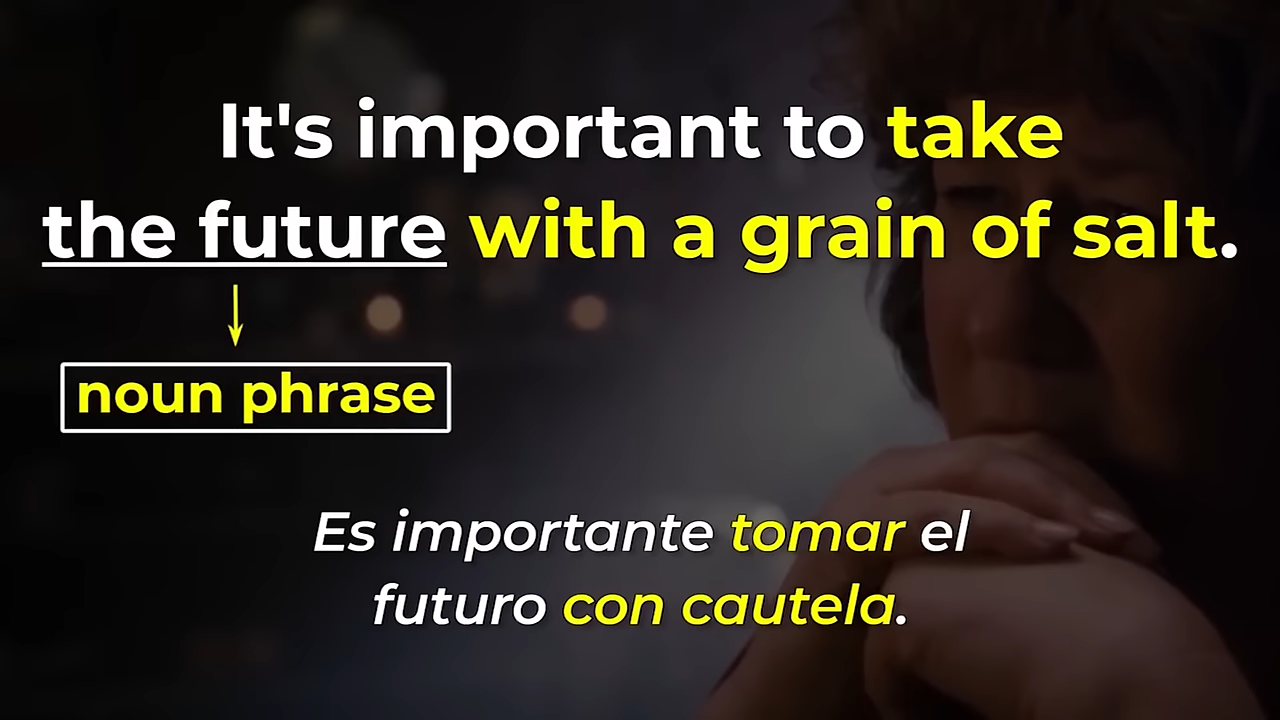 It's important to take
the future with a grain of salt.
noun phrase
Es importante tomar el
futuro con cautela.